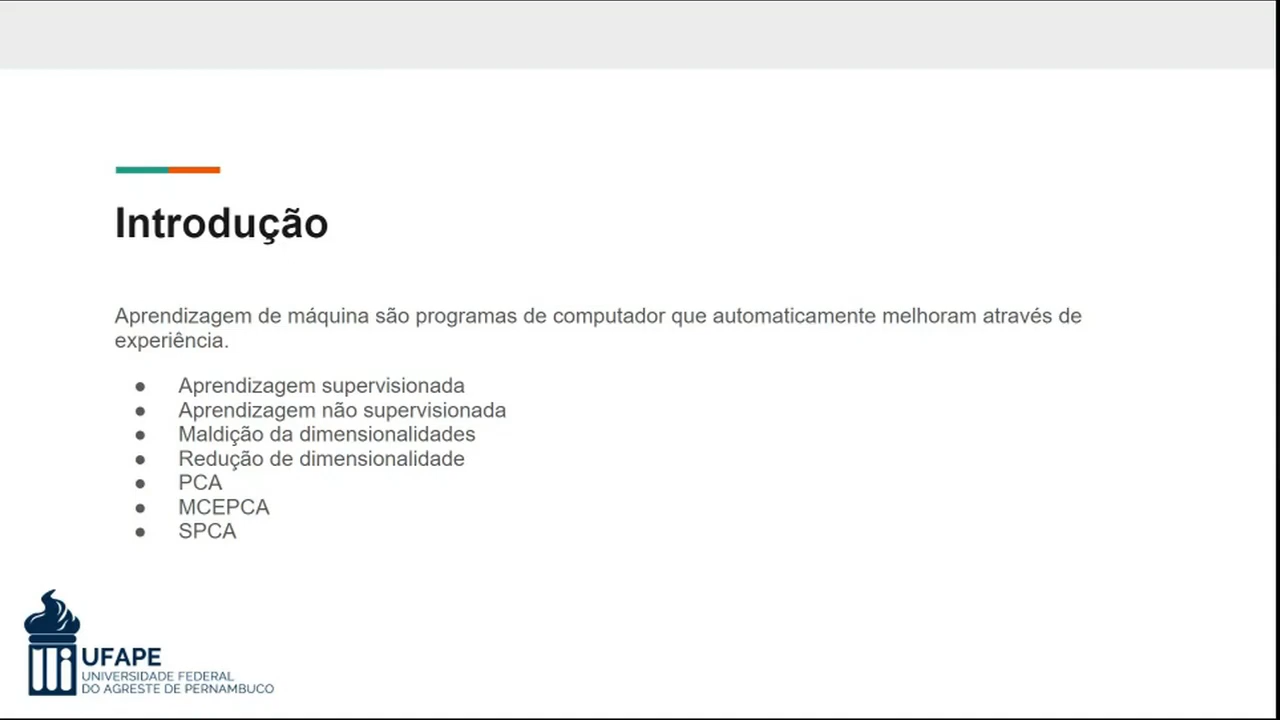 Introdução
Aprendizagem de máquina são programas de computador que automaticamente melhoram através de
experiência.
● Aprendizagem supervisionada
● Aprendizagem não supervisionada
● Maldição da dimensionalidades
● Redução de dimensionalidade
● PCA
● MCEPCA
● SPCA
UFAPE
UNIVERSIDADE FEDERAL
DO AGRESTE DE PERNAMBUCO